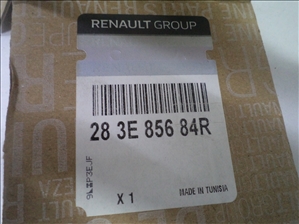 RENAULT GROUP
28 3E 856 84R
X 1
MADE IN TUNISIA